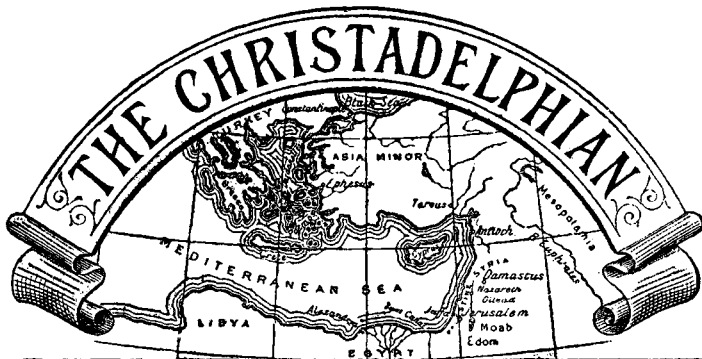 THE CHRISTADELPHIAN
Constantinople
Black Sea
TURKEY
ASIA MINOR
Ephesus
Tarsus
Mesopotamia
Antioch
Euphrates
MEDITERRANEAN SEA
SYRIA
Damascus
Nazareth
Gilead
Jerusalem
Moab
Edom
LIBYA
EGYPT